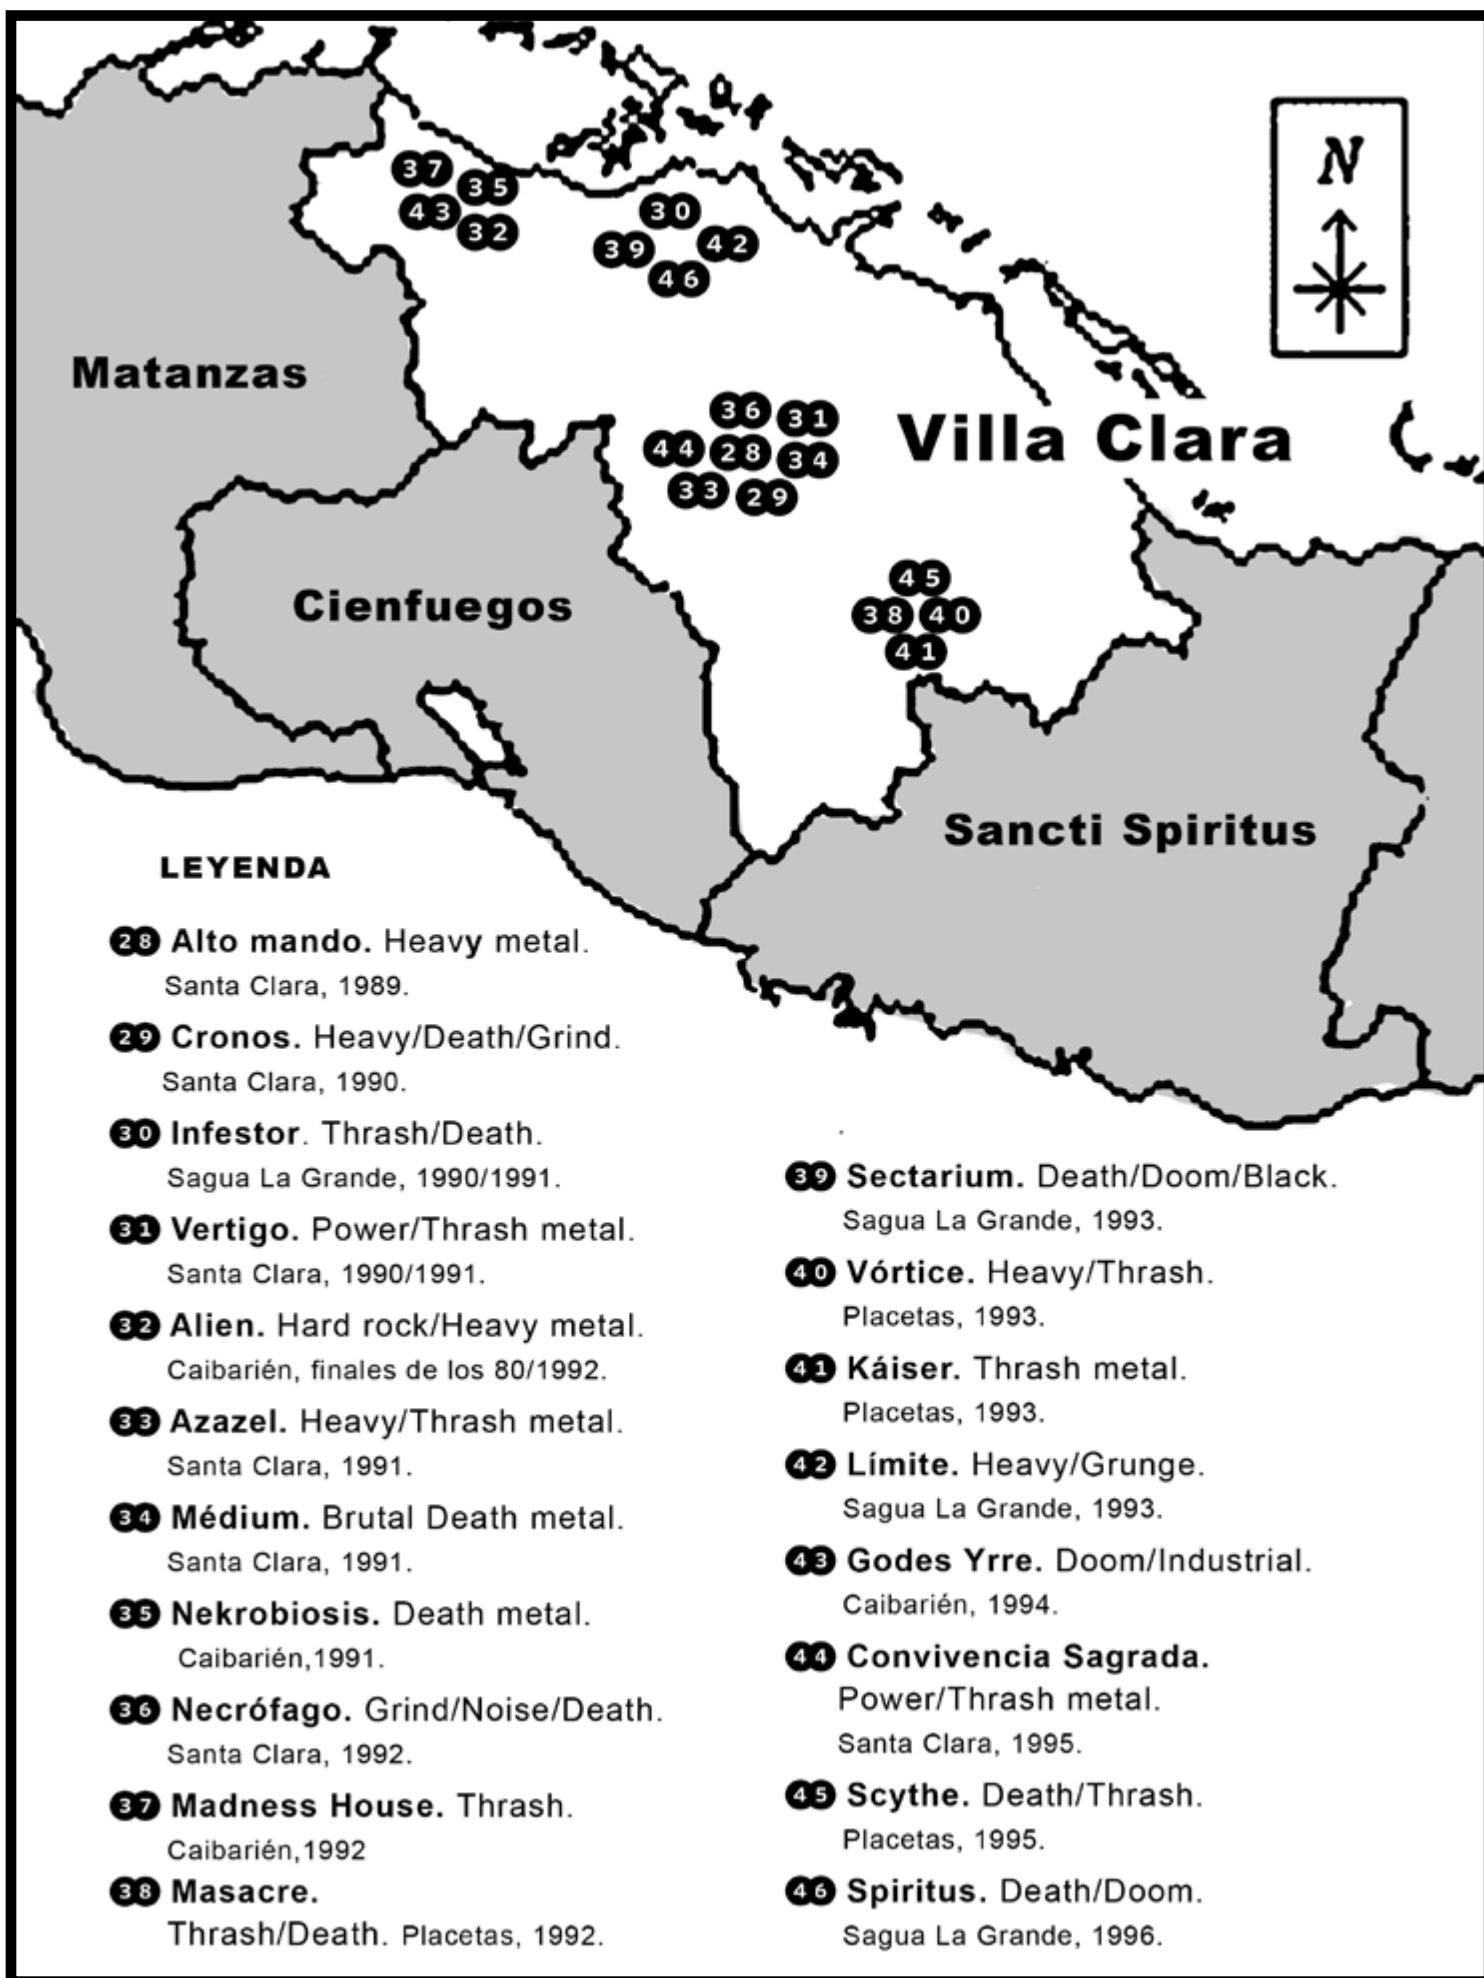 N
37
35
43
32
30
39
42
46
Matanzas
36
31
Villa Clara
44
28
34
33
29
45
Cienfuegos
38
40
41
Sancti Spiritus
LEYENDA
28 Alto mando. Heavy metal.
Santa Clara, 1989.
29 Cronos. Heavy/Death/Grind.
Santa Clara, 1990.
30 Infestor. Thrash/Death.
Sagua La Grande, 1990/1991.
31 Vertigo. Power/Thrash metal.
Santa Clara, 1990/1991.
32 Alien. Hard rock/Heavy metal.
Caibarién, finales de los 80/1992.
33 Azazel. Heavy/Thrash metal.
Santa Clara, 1991.
34 Médium. Brutal Death metal.
Santa Clara, 1991.
35 Nekrobiosis. Death metal.
Caibarién,1991.
36 Necrófago. Grind/Noise/Death.
Santa Clara, 1992.
37 Madness House. Thrash.
Caibarién,1992
38 Masacre.
Thrash/Death. Placetas, 1992.
39 Sectarium. Death/Doom/Black.
Sagua La Grande, 1993.
40 Vórtice. Heavy/Thrash.
Placetas, 1993.
41 Káiser. Thrash metal.
Placetas, 1993.
42 Límite. Heavy/Grunge.
Sagua La Grande, 1993.
43 Godes Yrre. Doom/Industrial.
Caibarién, 1994.
44 Convivencia Sagrada.
Power/Thrash metal.
Santa Clara, 1995.
45 Scythe. Death/Thrash.
Placetas, 1995.
46 Spiritus. Death/Doom.
Sagua La Grande, 1996.